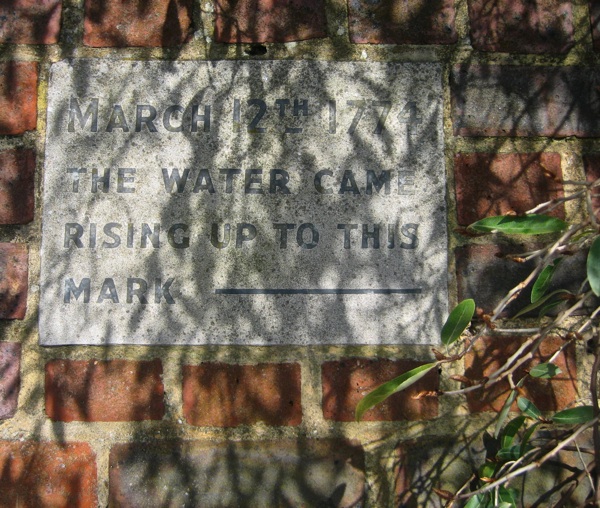 MARCH 12TH 1774
THE WATER CAME
RISING UP TO THIS
MARK